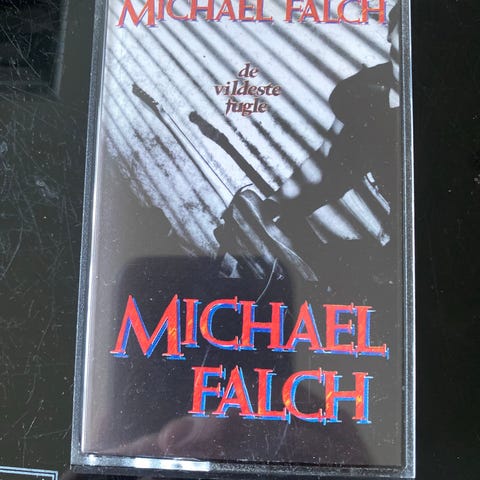 MICHAEL FALCH
de
vildeste
fugle
MICHAEL
FALCH